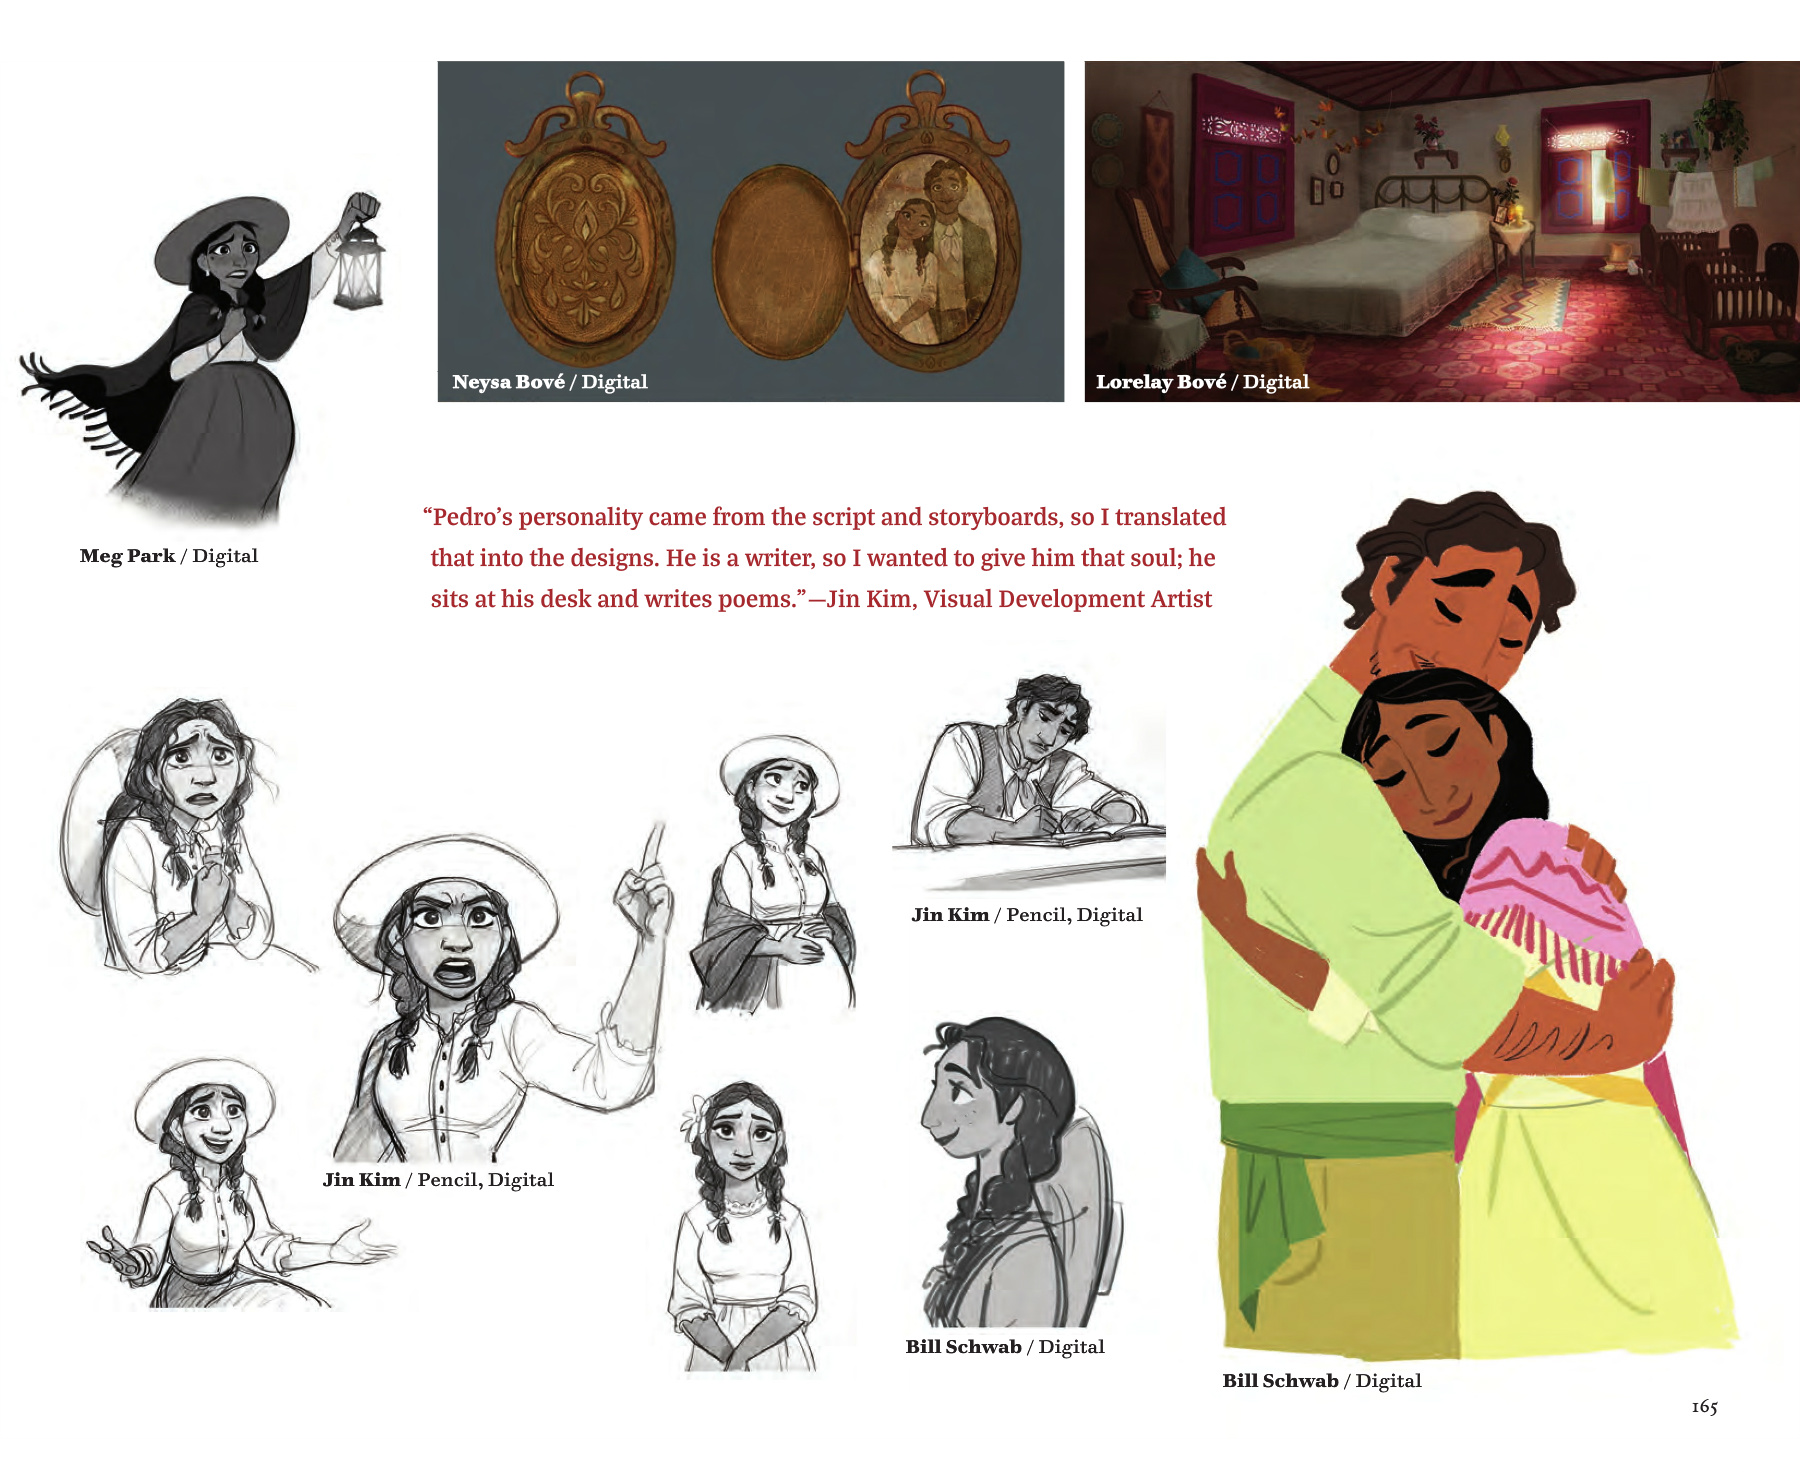 Neysa Bové / Digital
Lorelay Bové / Digital
Meg Park / Digital
“Pedro’s personality came from the script and storyboards, so I translated
that into the designs. He is a writer, so I wanted to give him that soul; he
sits at his desk and writes poems.”—Jin Kim, Visual Development Artist
Jin Kim / Pencil, Digital
Jin Kim / Pencil, Digital
Bill Schwab / Digital
Bill Schwab / Digital
165